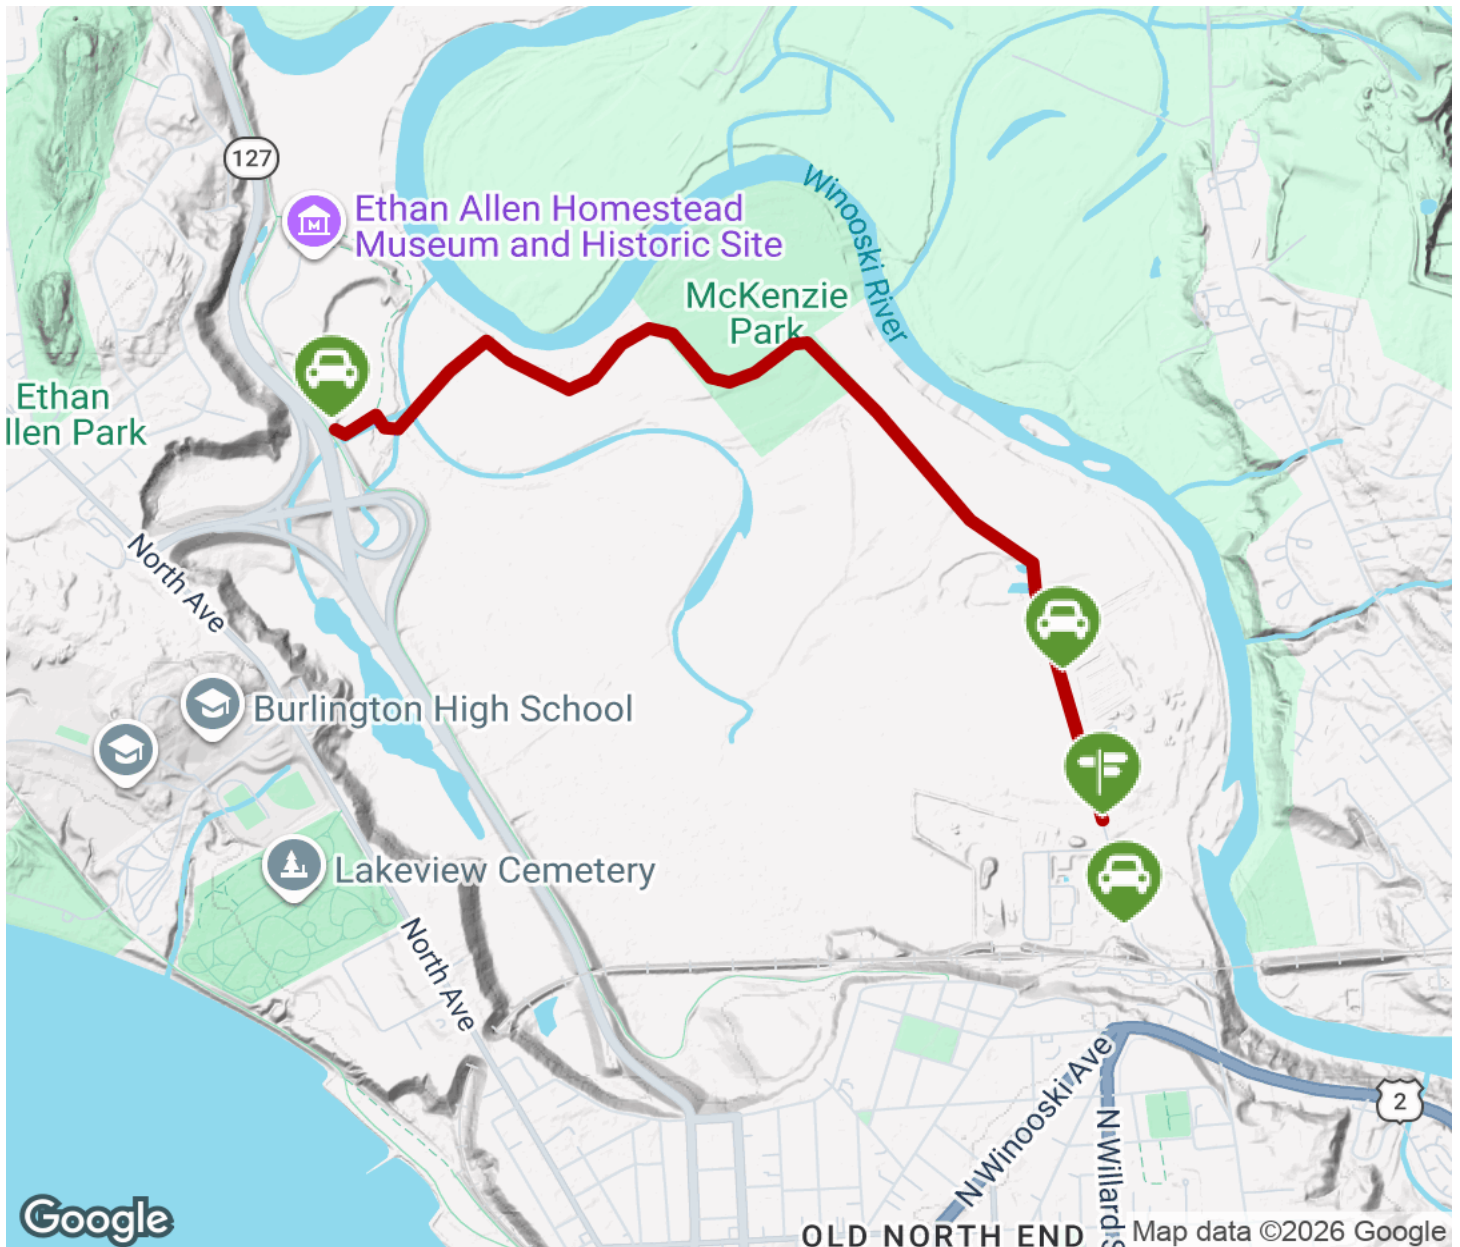 127
Ethan Allen Homestead
Museum and Historic Site
Winooski River
McKenzie
Park
Ethan
llen Park
North Ave
Burlington High School
Lakeview Cemetery
North Ave
N Winooski Ave
2
N Willard S
OLD NORTH END
Google
Map data ©2026 Google